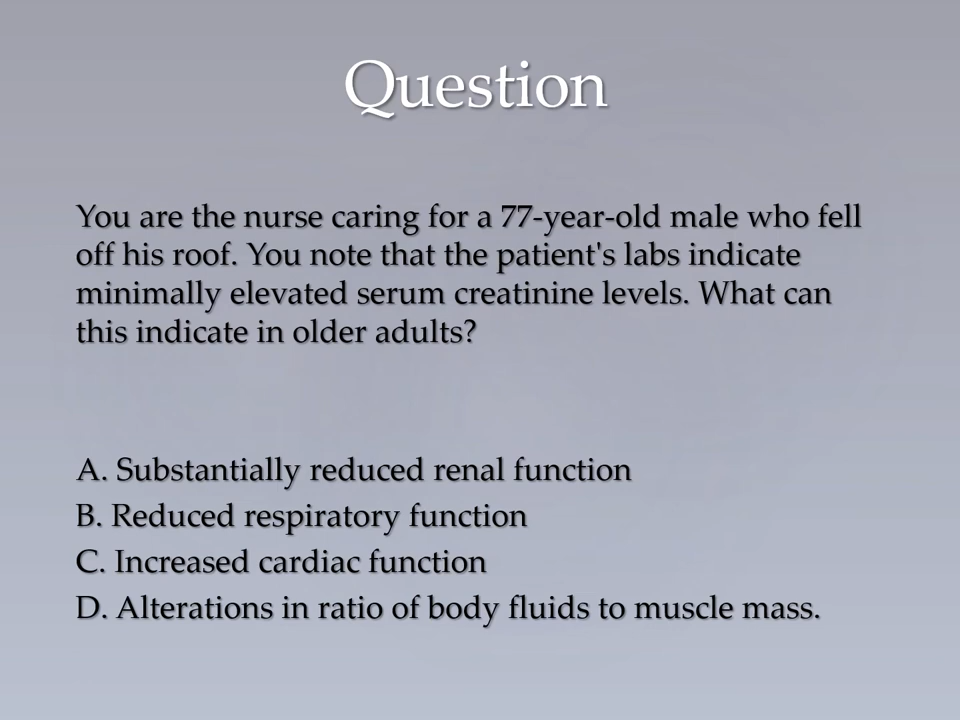 Question
You are the nurse caring for a 77-year-old male who fell
off his roof. You note that the patient's labs indicate
minimally elevated serum creatinine levels. What can
this indicate in older adults?
A. Substantially reduced renal function
B. Reduced respiratory function
C. Increased cardiac function
D. Alterations in ratio of body fluids to muscle mass.